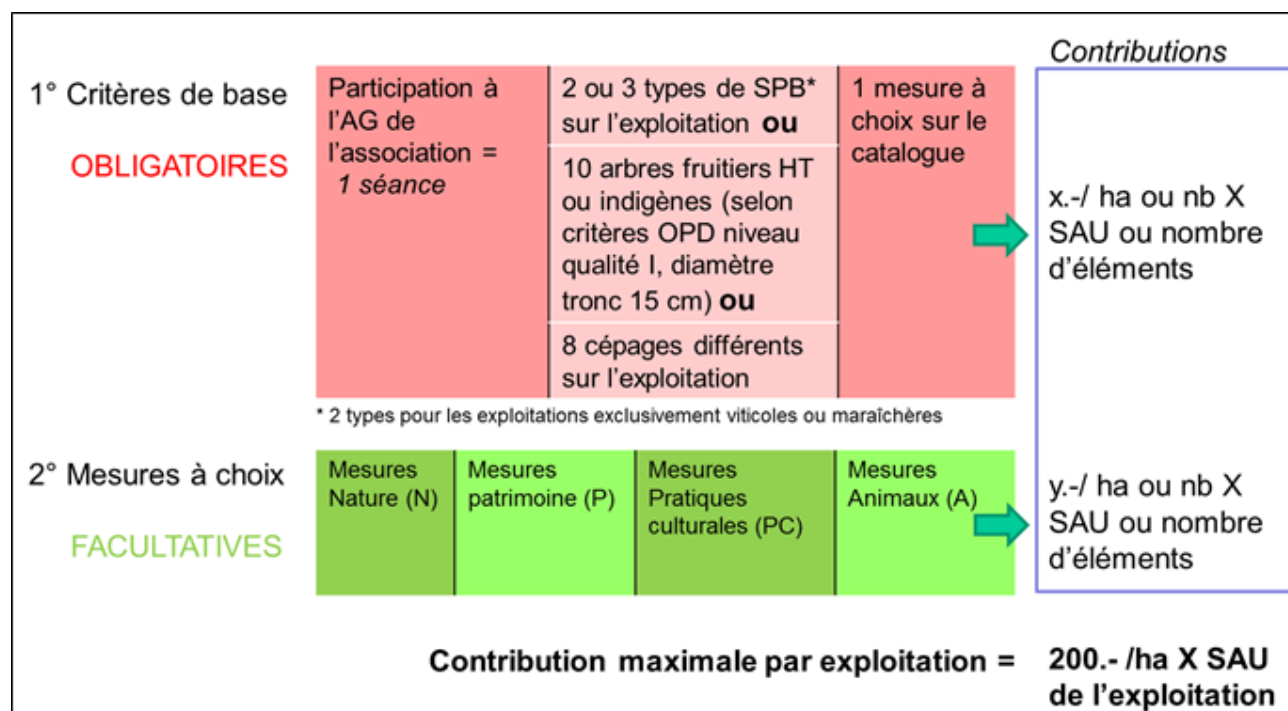 Contributions
1° Critères de base
OBLIGATOIRES
Participation à
l'AG de
l'association =
1 séance
2 ou 3 types de SPB*
sur l'exploitation ou
10 arbres fruitiers HT
ou indigènes (selon
critères OPD niveau
qualité I, diamètre
tronc 15 cm) ou
8 cépages différents
sur l'exploitation
1 mesure à
choix sur le
catalogue
x.-/ ha ou nb X
SAU ou nombre
d'éléments
* 2 types pour les exploitations exclusivement viticoles ou maraîchères
2° Mesures à choix
FACULTATIVES
Mesures
Nature (N)
Mesures
patrimoine (P)
Mesures
Pratiques
culturales (PC)
Mesures
Animaux (A)
y.-/ ha ou nb X
SAU ou nombre
d'éléments
Contribution maximale par exploitation =
200.- /ha X SAU
de l'exploitation